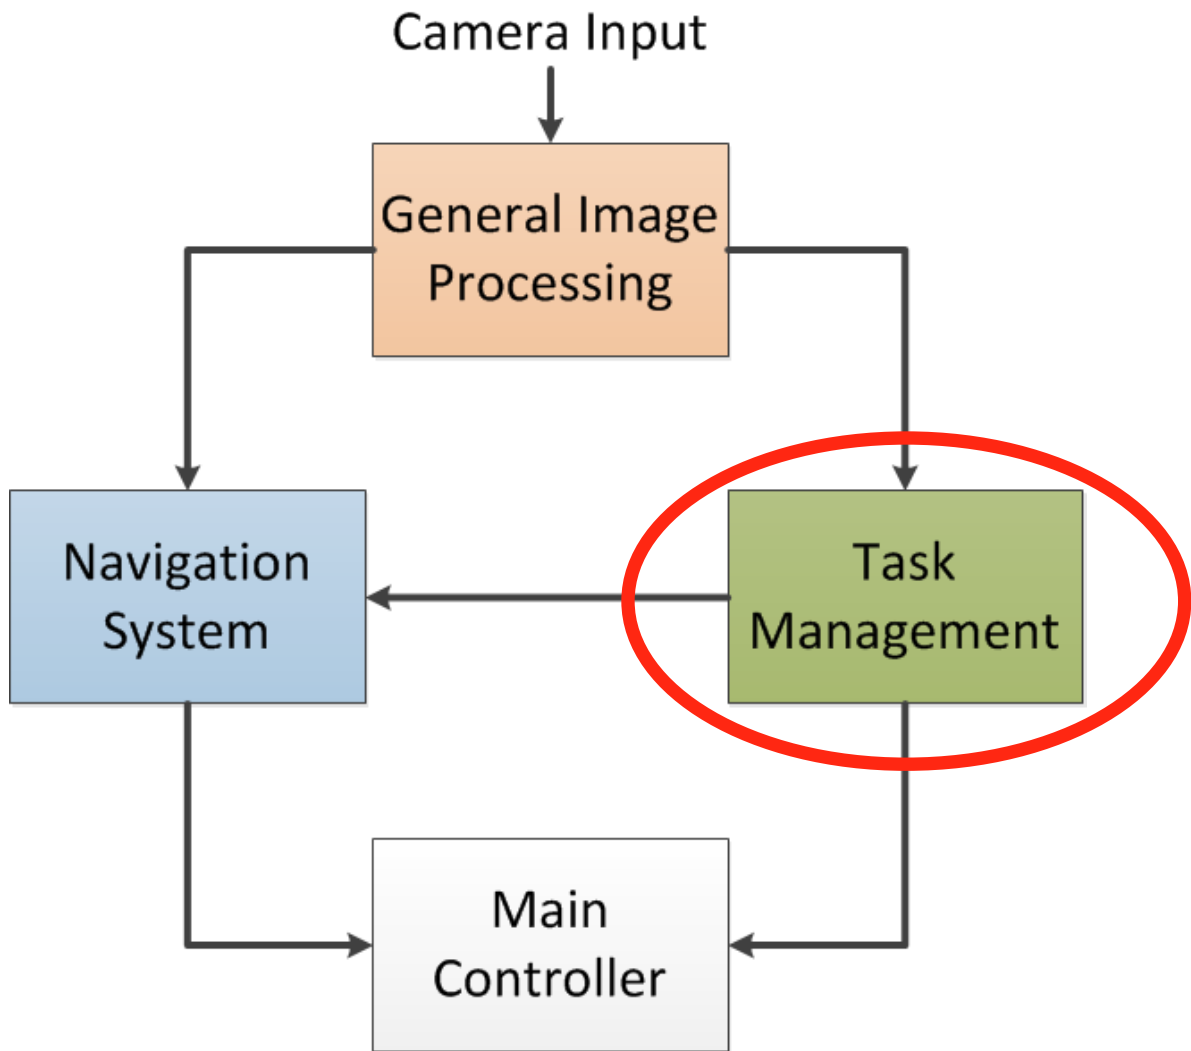 Camera Input
General Image
Processing
Navigation
System
Task
Management
Main
Controller